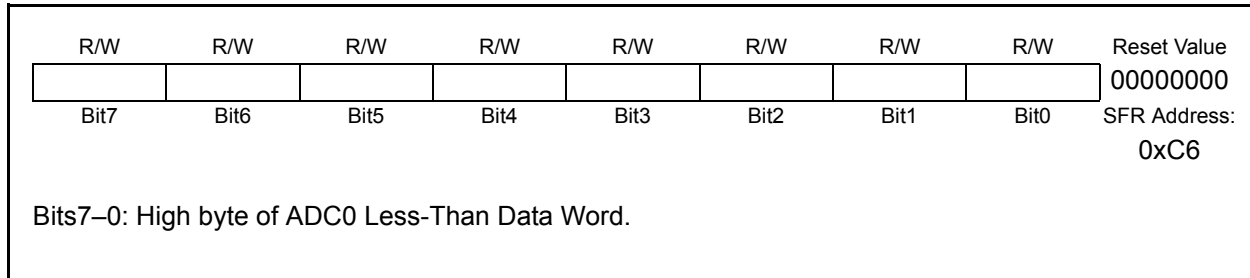 R/W R/W R/W R/W R/W R/W R/W R/W Reset Value
00000000
Bit7 Bit6 Bit5 Bit4 Bit3 Bit2 Bit1 Bit0 SFR Address:
0xC6
Bits7–0: High byte of ADC0 Less-Than Data Word.